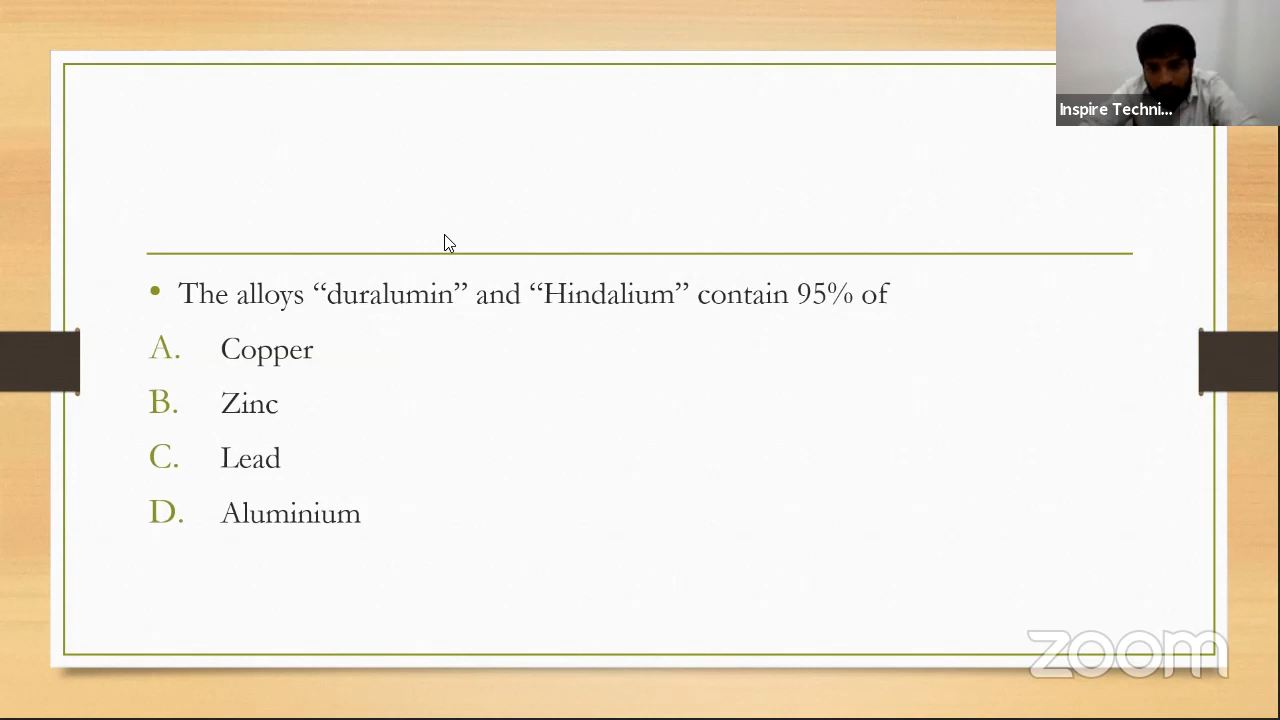 Inspire Techni...
• The alloys “duralumin” and “Hindalium” contain 95% of
A. Copper
B. Zinc
C. Lead
D. Aluminium
zoom